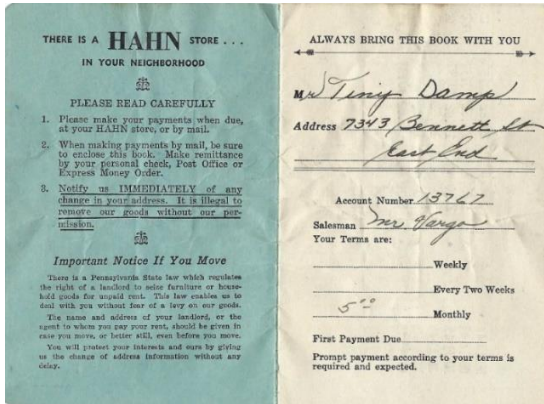 THERE IS A HAHN STORE . . .
IN YOUR NEIGHBORHOOD
PLEASE READ CAREFULLY
1. Please make your payments when due,
at your HAHN store, or by mail.
2. When making payments by mail, be sure
to enclose this book. Make remittance
by your personal check, Post Office or
Express Money Order.
3. Notify us IMMEDIATELY of any
change in your address. It is illegal to
remove our goods without our per-
mission.
Important Notice If You Move
There is a Pennsylvania State law which regulates
the right of a landlord to seize furniture or house-
hold goods for unpaid rent. This law enables us to
deal with you without fear of a levy on our goods.
The name and address of your landlord, or the
agent to whom you pay your rent, should be given in
case you move, or better still, even before you move.
You will protect your interests and ours by giving
us the change of address information without any
delay.
ALWAYS BRING THIS BOOK WITH YOU
Mr Tiny Damp
Address 7343 Bennett St
East End
Account Number 13767
Salesman Mr Vargo
Your Terms are:
Weekly
Every Two Weeks
5.00 Monthly
First Payment Due
Prompt payment according to your terms is
required and expected.